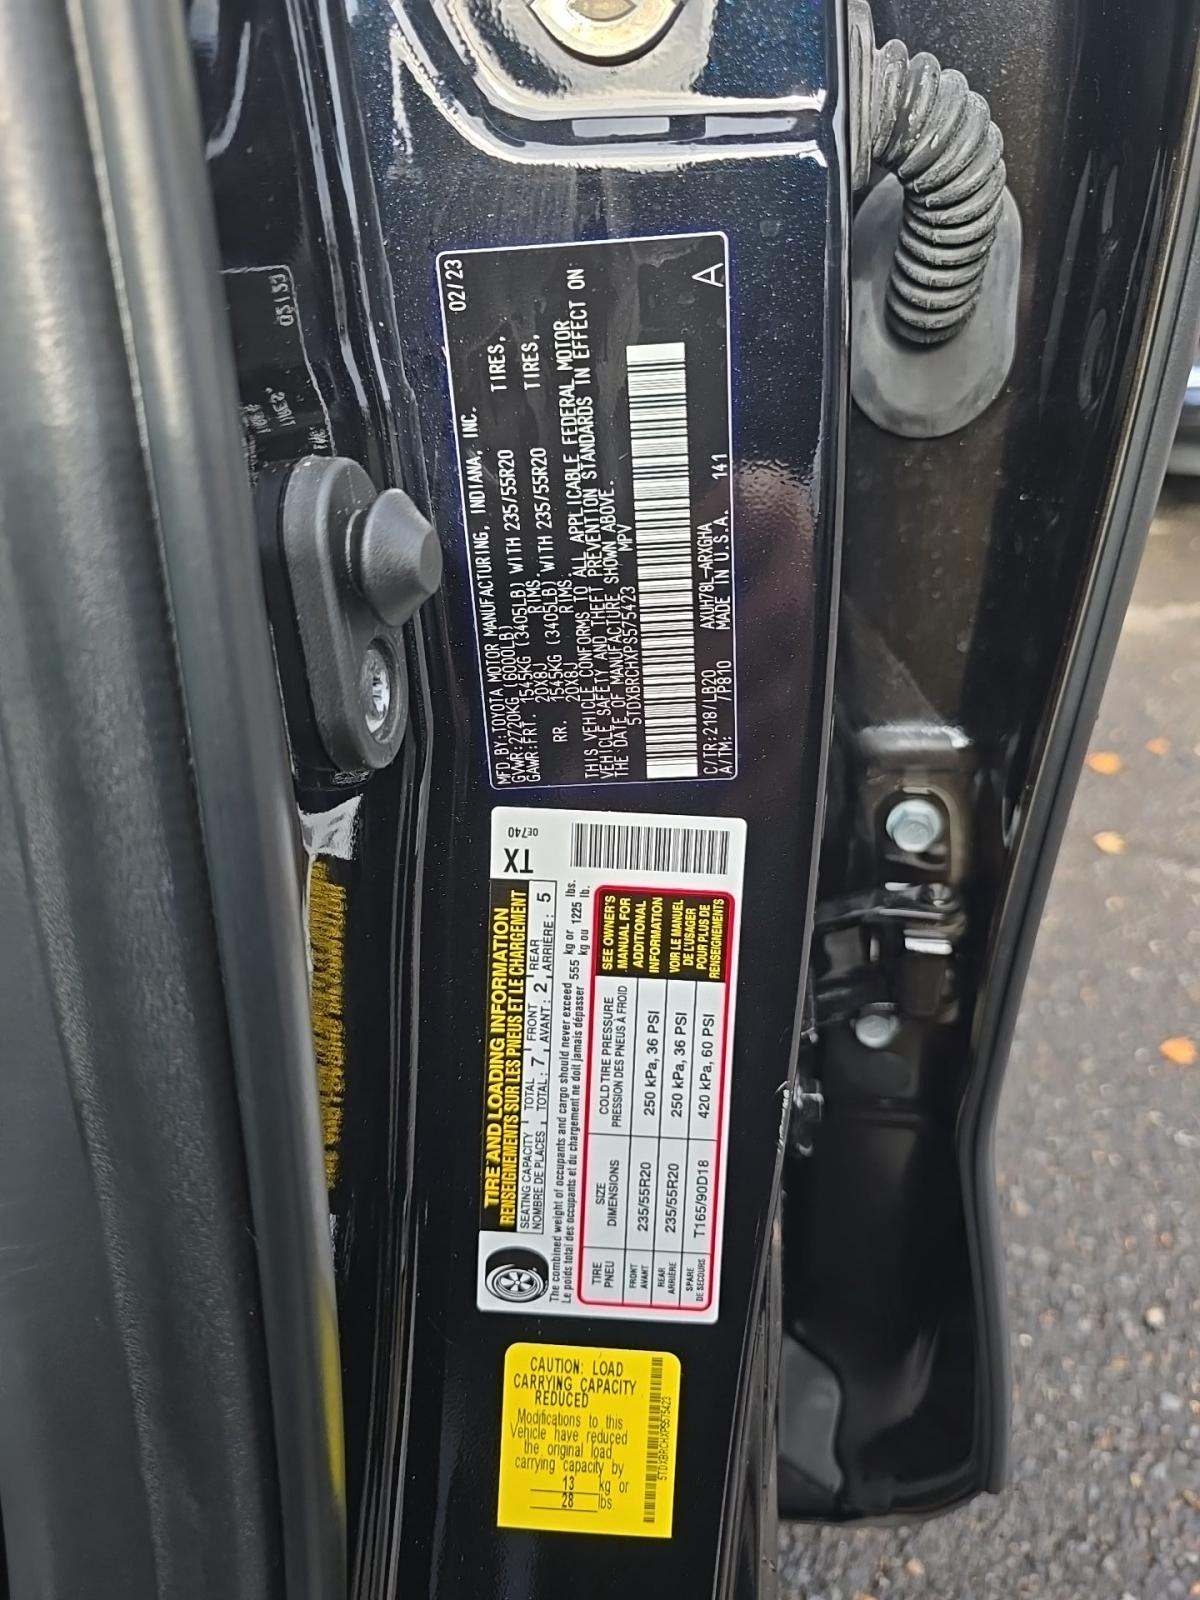 02/23
MFD.BY:TOYOTA MOTOR MANUFACTURING, INDIANA, INC.
GVWR:2720KG (6000LB)
GAWR:FRT. 1545KG (3405LB) WITH 235/55R20 TIRES,
20X8J RIMS.
RR. 1545KG (3405LB) WITH 235/55R20 TIRES,
20X8J RIMS.
THIS VEHICLE CONFORMS TO ALL APPLICABLE FEDERAL MOTOR
VEHICLE SAFETY AND THEFT PREVENTION STANDARDS IN EFFECT ON
THE DATE OF MANUFACTURE SHOWN ABOVE.
5TDXBRCHXPS575423 MPV
C/TR:218/LB20 AXUH78L-ARXGHA
A/TM: /P810 MADE IN U.S.A. 141 A
TIRE AND LOADING INFORMATION
RENSEIGNEMENTS SUR LES PNEUS ET LE CHARGEMENT
TX
0E740
SEATING CAPACITY TOTAL 7 FRONT 2 REAR 5
NOMBRE DE PLACES TOTAL: AVANT: ARRIÈRE:
The combined weight of occupants and cargo should never exceed 555 kg or 1225 lbs.
Le poids total des occupants et du chargement ne doit jamais dépasser kg ou lb.
TIRE SIZE COLD TIRE PRESSURE
PNEU DIMENSIONS PRESSION DES PNEUS À FROID
FRONT
AVANT 235/55R20 250 kPa, 36 PSI
REAR
ARRIÈRE 235/55R20 250 kPa, 36 PSI
SPARE
DE SECOURS T165/90D18 420 kPa, 60 PSI
SEE OWNER'S
MANUAL FOR
ADDITIONAL
INFORMATION
VOIR LE MANUEL
DE L'USAGER
POUR PLUS DE
RENSEIGNEMENTS
CAUTION: LOAD
CARRYING CAPACITY
REDUCED
Modifications to this
Vehicle have reduced
the original load
carrying capacity by
13 kg or
28 lbs
5TDXBRCHXPS575423